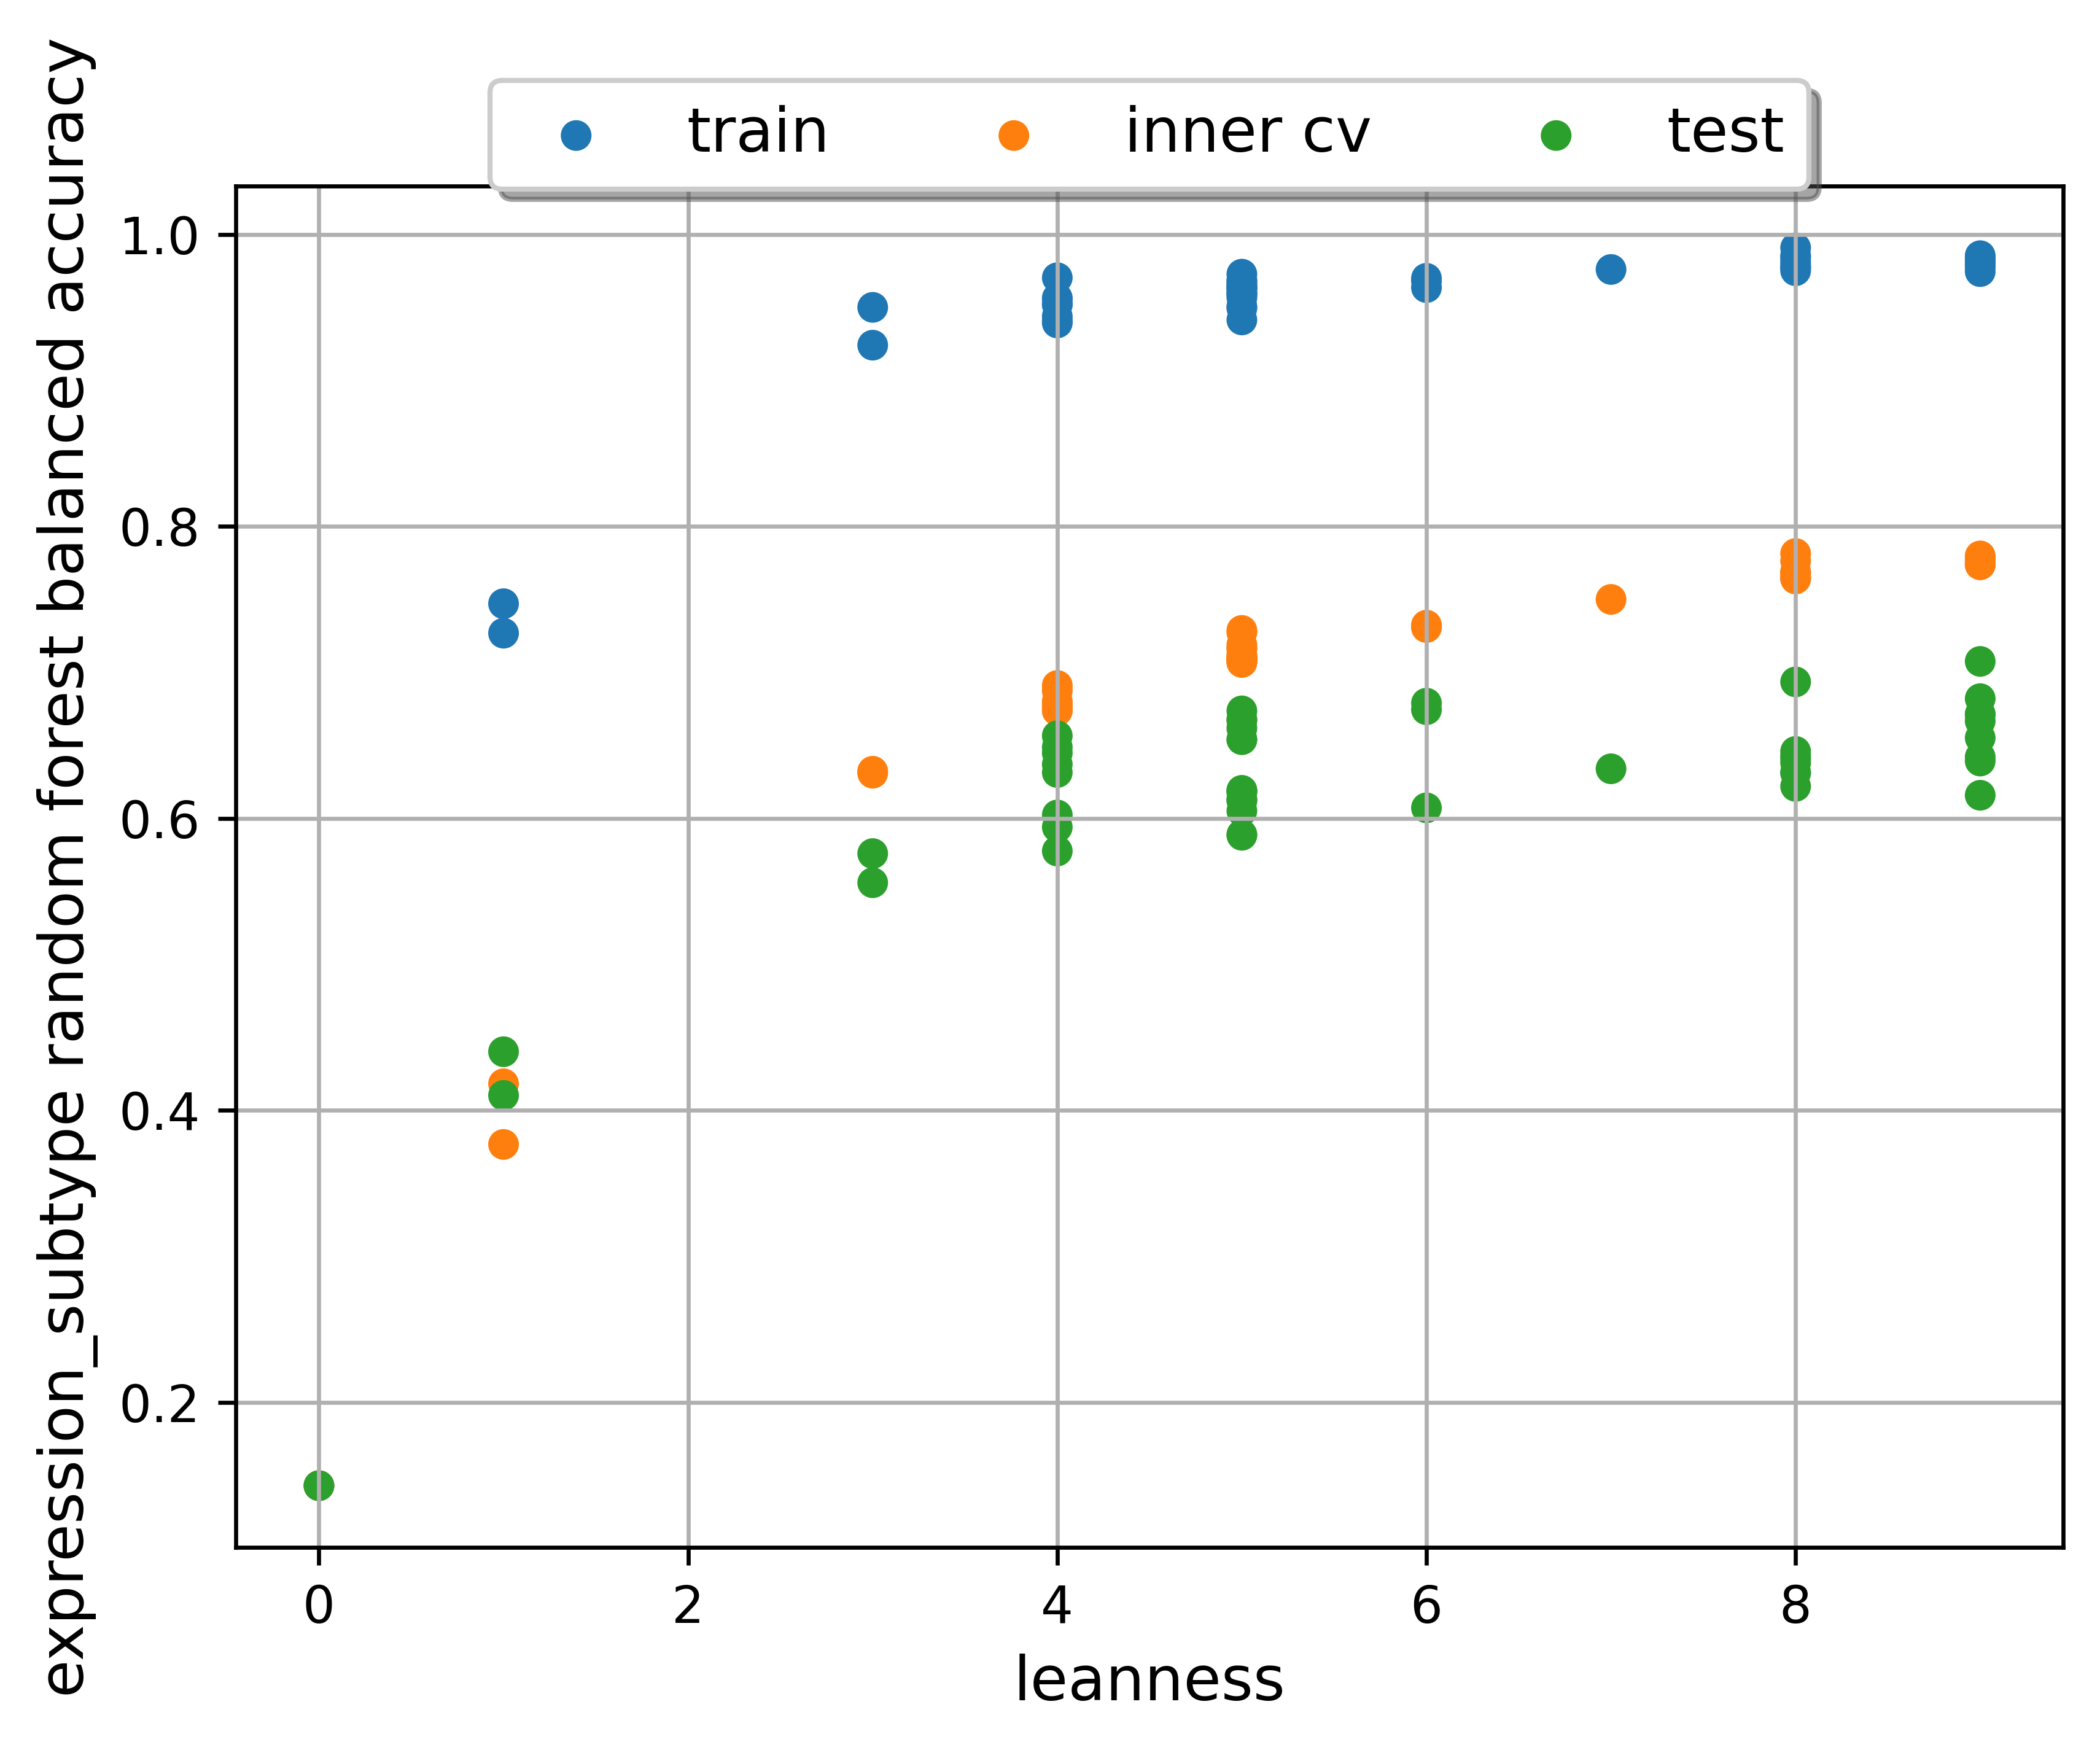 train inner cv test
expression_subtype random forest balanced accuracy
1.0
0.8
0.6
0.4
0.2
0 2 4 6 8
leanness